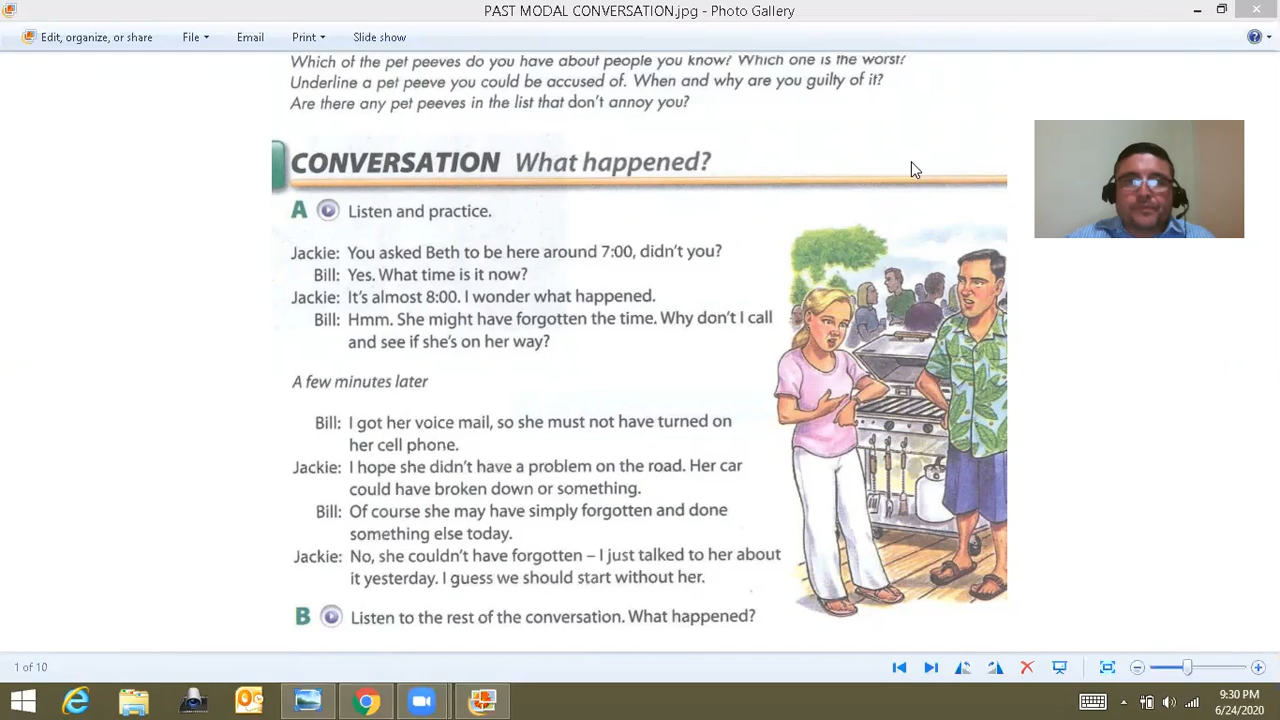 PAST MODAL CONVERSATION.jpg - Photo Gallery
Edit, organize, or share File Email Print Slide show
Which of the pet peeves do you have about people you know? Which one is the worst?
Underline a pet peeve you could be accused of. When and why are you guilty of it?
Are there any pet peeves in the list that don't annoy you?
CONVERSATION What happened?
A Listen and practice.
Jackie: You asked Beth to be here around 7:00, didn't you?
Bill: Yes. What time is it now?
Jackie: It's almost 8:00. I wonder what happened.
Bill: Hmm. She might have forgotten the time. Why don't I call
and see if she's on her way?
A few minutes later
Bill: I got her voice mail, so she must not have turned on
her cell phone.
Jackie: I hope she didn't have a problem on the road. Her car
could have broken down or something.
Bill: Of course she may have simply forgotten and done
something else today.
Jackie: No, she couldn't have forgotten – I just talked to her about
it yesterday. I guess we should start without her.
B Listen to the rest of the conversation. What happened?
1 of 10
9:30 PM
6/24/2020